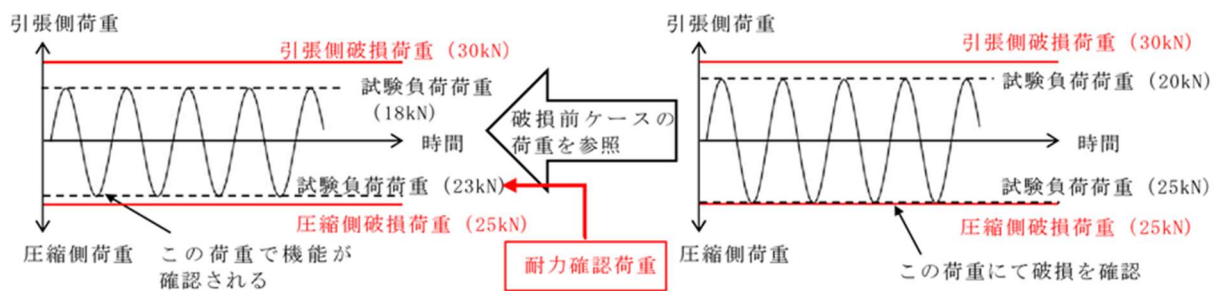 引張側荷重
引張側破損荷重 (30kN)
試験負荷荷重
(18kN)
時間
試験負荷荷重 (23kN)
圧縮側破損荷重 (25kN)
圧縮側荷重
この荷重で機能が
確認される
破損前ケースの
荷重を参照
耐力確認荷重
引張側荷重
引張側破損荷重 (30kN)
試験負荷荷重 (20kN)
時間
試験負荷荷重 (25kN)
圧縮側破損荷重 (25kN)
圧縮側荷重
この荷重にて破損を確認